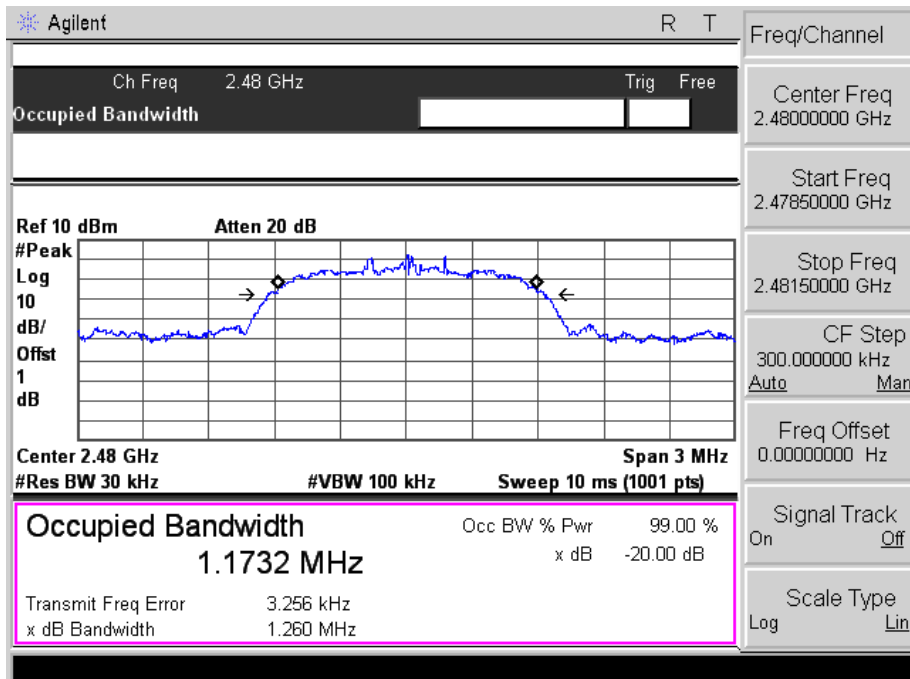 Agilent R T Freq/Channel
Ch Freq 2.48 GHz Trig Free
Occupied Bandwidth
Center Freq
2.48000000 GHz
Start Freq
2.47850000 GHz
Stop Freq
2.48150000 GHz
CF Step
300.000000 kHz
Auto Man
Freq Offset
0.00000000 Hz
Signal Track
On Off
Scale Type
Log Lin
Ref 10 dBm Atten 20 dB
#Peak
Log
10
dB/
Offst
1
dB
Center 2.48 GHz Span 3 MHz
#Res BW 30 kHz #VBW 100 kHz Sweep 10 ms (1001 pts)
Occupied Bandwidth Occ BW % Pwr 99.00 %
1.1732 MHz x dB -20.00 dB
Transmit Freq Error 3.256 kHz
x dB Bandwidth 1.260 MHz